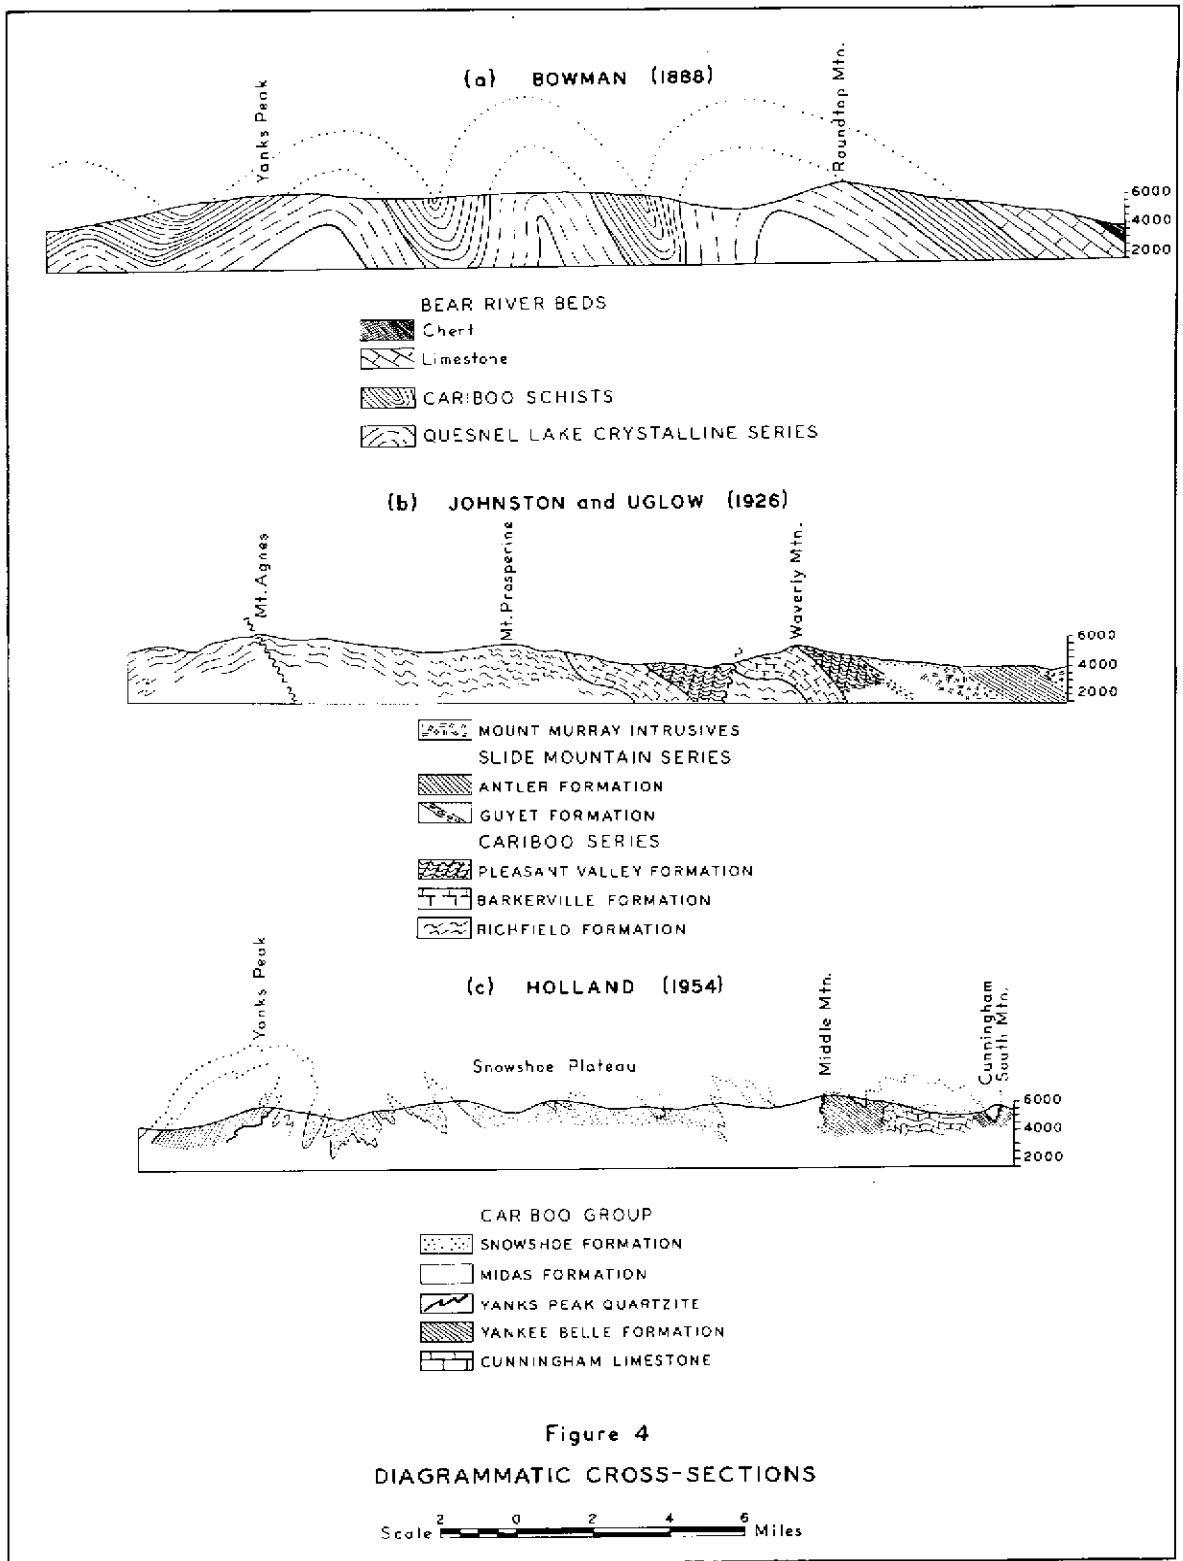 (a) BOWMAN (1888)
Yanks Peak
Roundtop Mtn.
6000
4000
2000
BEAR RIVER BEDS
Chert
Limestone
CARIBOO SCHISTS
QUESNEL LAKE CRYSTALLINE SERIES
(b) JOHNSTON and UGLOW (1926)
Mt. Agnes
Mt. Prosperine
Waverly Mtn.
6000
4000
2000
MOUNT MURRAY INTRUSIVES
SLIDE MOUNTAIN SERIES
ANTLER FORMATION
GUYET FORMATION
CARIBOO SERIES
PLEASANT VALLEY FORMATION
BARKERVILLE FORMATION
RICHFIELD FORMATION
(c) HOLLAND (1954)
Yanks Peak
Snowshoe Plateau
Middle Mtn.
Cunningham
South Mtn.
6000
4000
2000
CAR BOO GROUP
SNOWSHOE FORMATION
MIDAS FORMATION
YANKS PEAK QUARTZITE
YANKEE BELLE FORMATION
CUNNINGHAM LIMESTONE
Figure 4
DIAGRAMMATIC CROSS-SECTIONS
2 0 2 4 6
Scale Miles